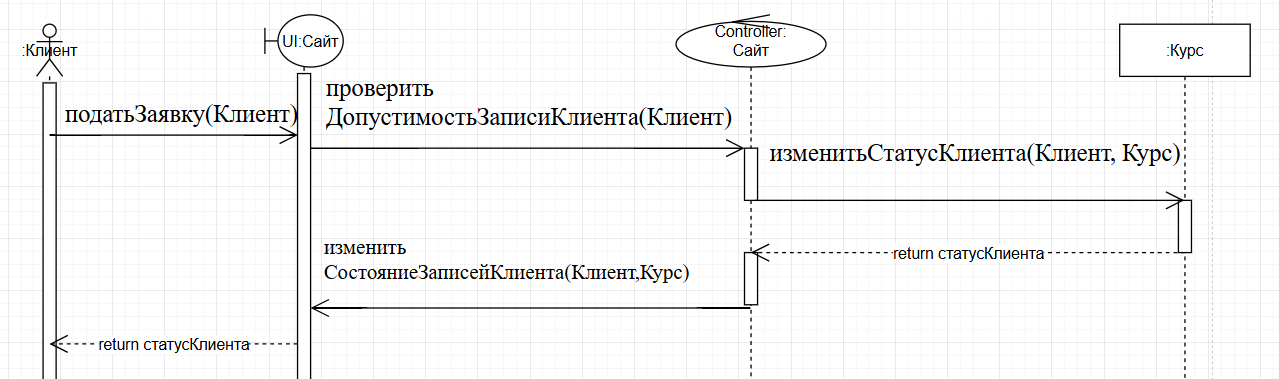 :Клиент
UI:Сайт
Controller:
Сайт
:Курс
податьЗаявку(Клиент)
проверить
ДопустимостьЗаписиКлиента(Клиент)
изменитьСтатусКлиента(Клиент, Курс)
return статусКлиента
изменить
СостояниеЗаписейКлиента(Клиент,Курс)
return статусКлиента